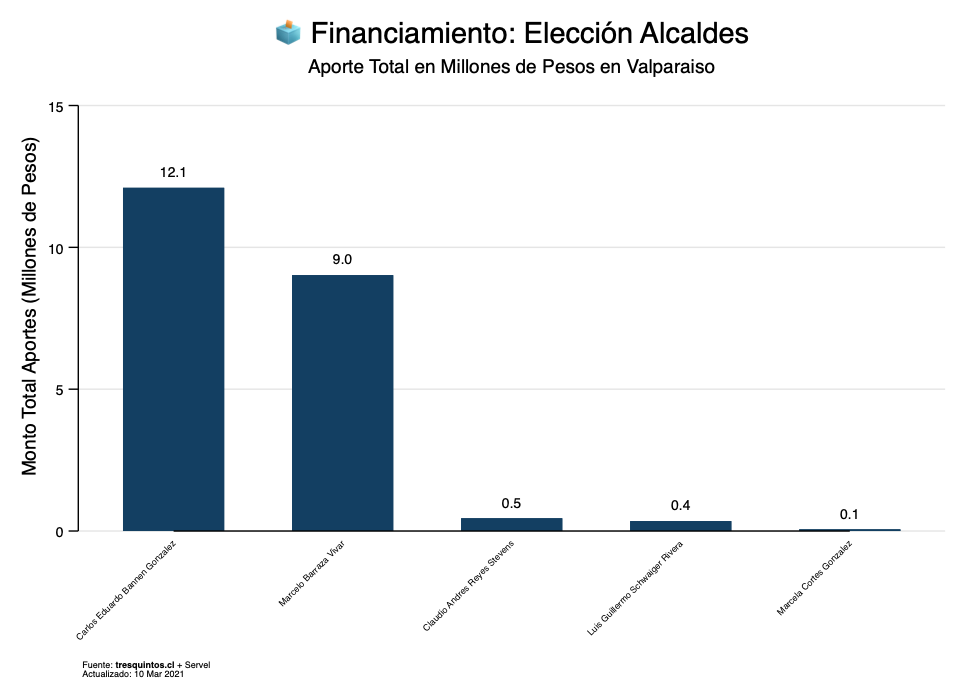 Financiamiento: Elección Alcaldes
Aporte Total en Millones de Pesos en Valparaiso
Monto Total Aportes (Millones de Pesos)
15
10
5
0
12.1
9.0
0.5
0.4
0.1
Carlos Eduardo Bannen Gonzalez
Marcelo Barraza Vivar
Claudio Andres Reyes Stevens
Luis Guillermo Schwaiger Rivera
Marcela Cortes Gonzalez
Fuente: tresquintos.cl + Servel
Actualizado: 10 Mar 2021